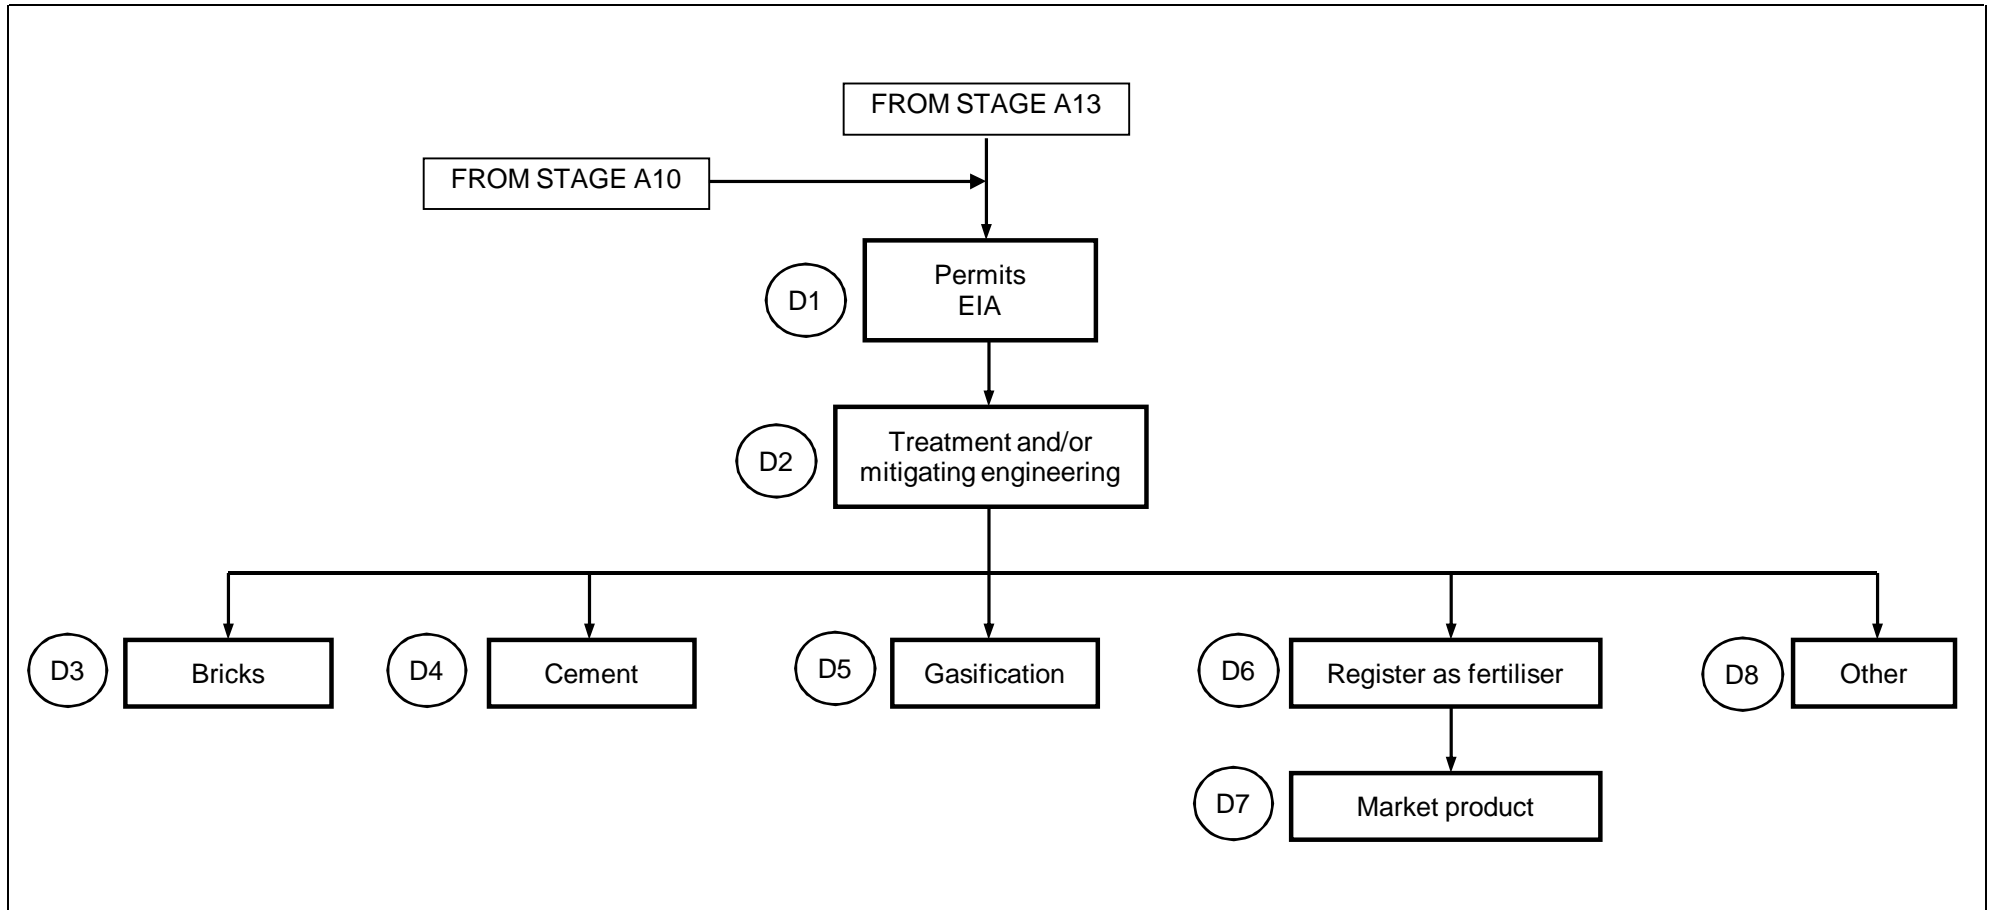 FROM STAGE A13
FROM STAGE A10
D1
Permits
EIA
D2
Treatment and/or
mitigating engineering
D3
Bricks
D4
Cement
D5
Gasification
D6
Register as fertiliser
D8
Other
D7
Market product